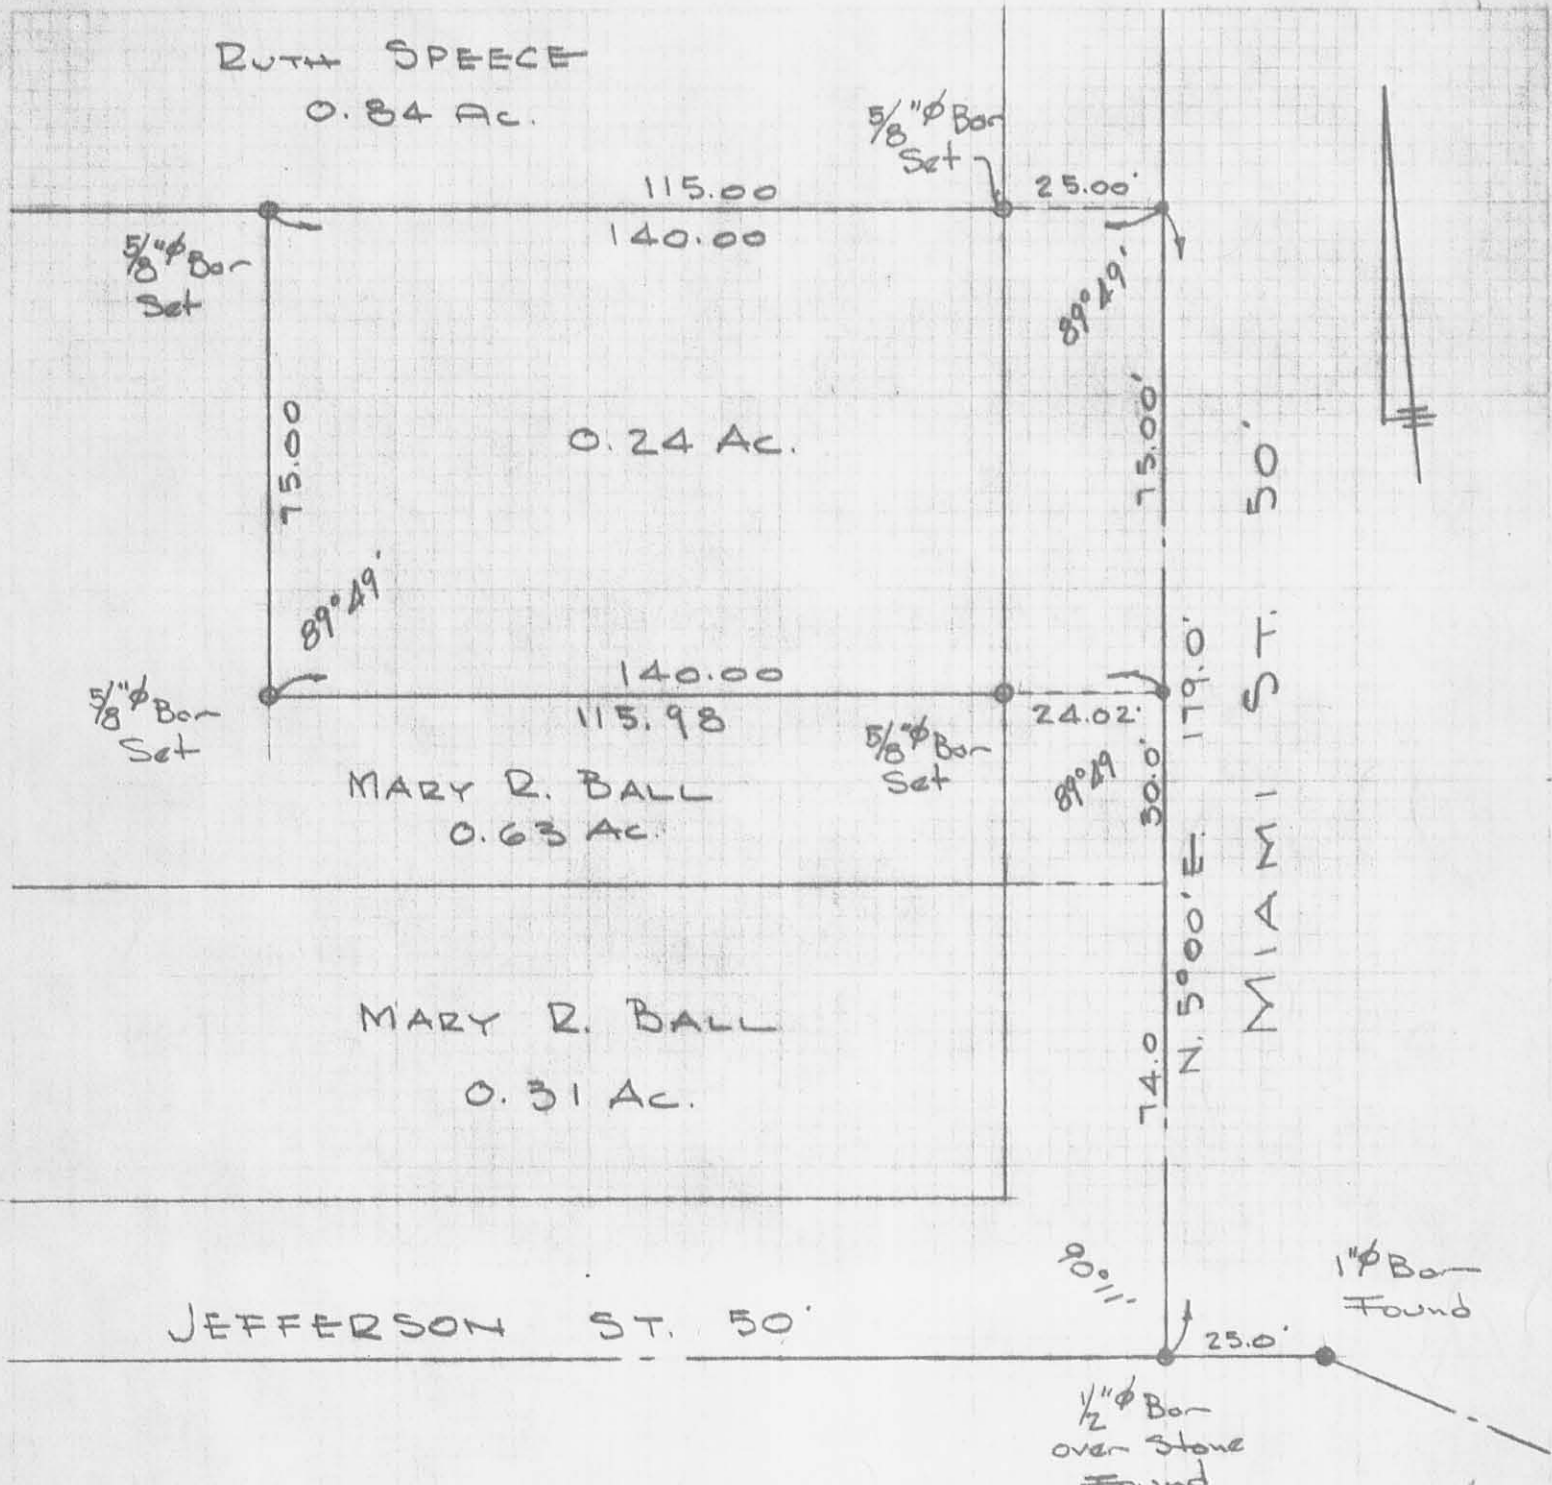 RUTH SPEECE
0.84 Ac.
5/8"ø Bar
Set
115.00
25.00'
140.00
5/8"ø Bar
Set
89°49'
75.00
75.00'
0.24 Ac.
50'
89°49'
140.00
115.98
24.02'
5/8"ø Bar
Set
5/8"ø Bar
Set
89°49
30.0'
179.0'
MARY R. BALL
0.63 Ac.
N. 5°00' E.
MIAMI ST.
MARY R. BALL
0.31 Ac.
74.0
90°11'
1"ø Bar
Found
JEFFERSON ST. 50'
25.0'
1/2"ø Bar
over Stone
Found